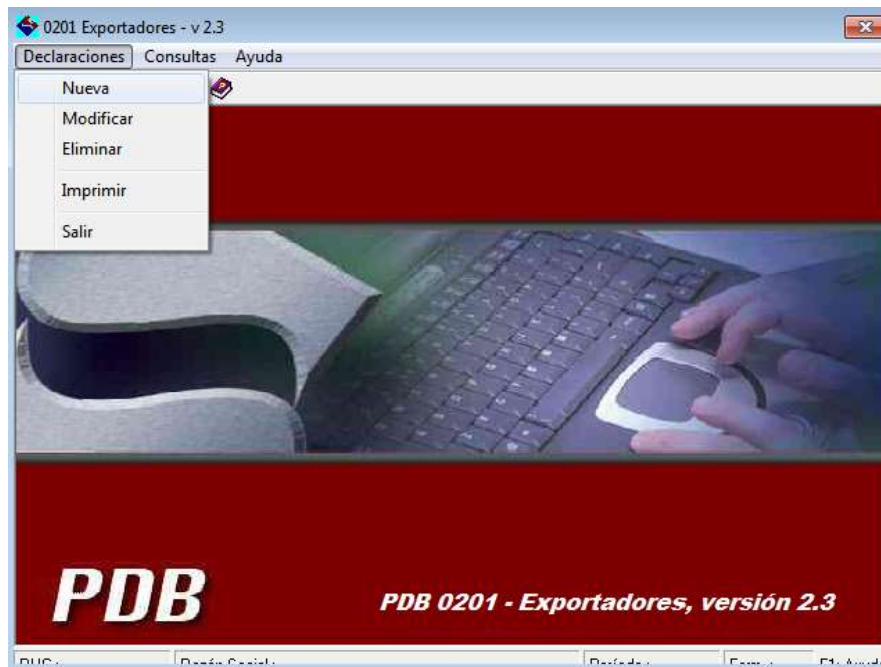 0201 Exportadores - v 2.3
Declaraciones Consultas Ayuda
Nueva
Modificar
Eliminar
Imprimir
Salir
PDB
PDB 0201 - Exportadores, versión 2.3